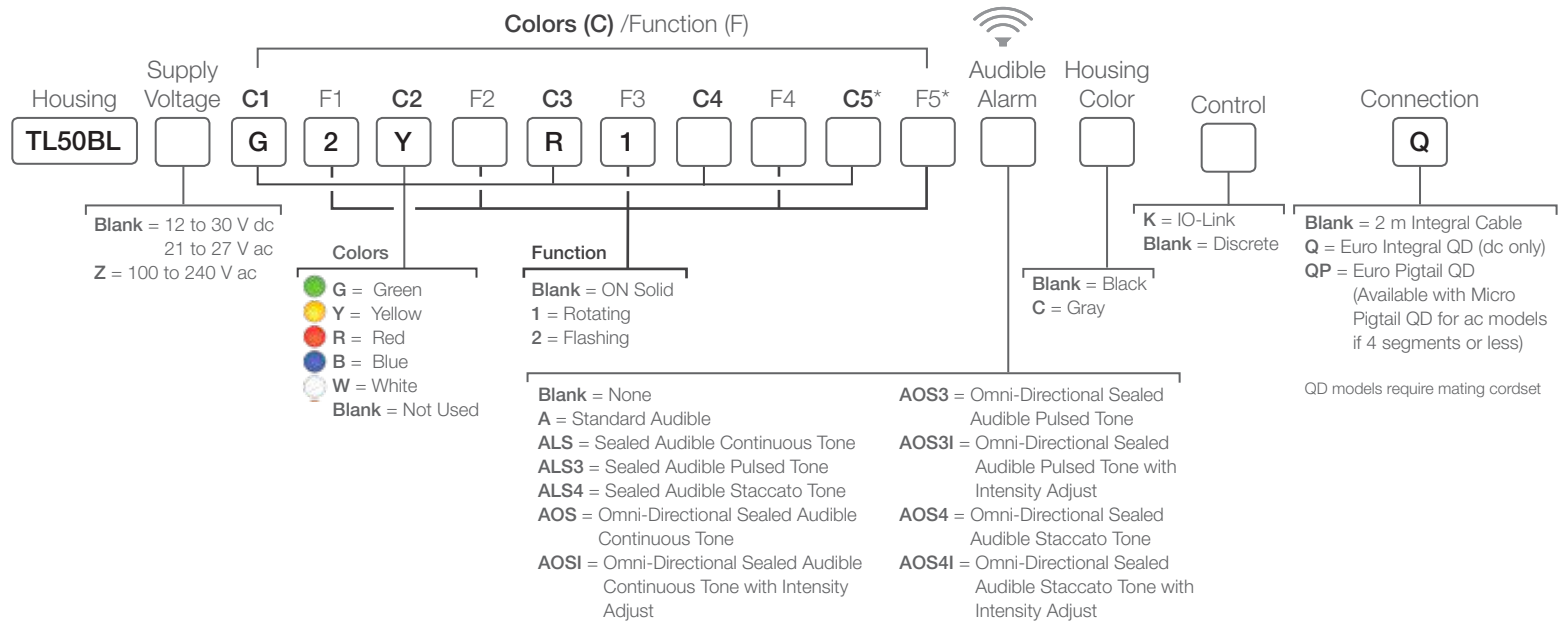 Colors (C) /Function (F)
Housing
Supply
Voltage
C1 F1 C2 F2 C3 F3 C4 F4 C5* F5*
Audible
Alarm
Housing
Color
Control
Connection
TL50BL G 2 Y R 1 Q
Blank = 12 to 30 V dc
21 to 27 V ac
Z = 100 to 240 V ac
Colors
G = Green
Y = Yellow
R = Red
B = Blue
W = White
Blank = Not Used
Function
Blank = ON Solid
1 = Rotating
2 = Flashing
Blank = None
A = Standard Audible
ALS = Sealed Audible Continuous Tone
ALS3 = Sealed Audible Pulsed Tone
ALS4 = Sealed Audible Staccato Tone
AOS = Omni-Directional Sealed Audible
Continuous Tone
AOSI = Omni-Directional Sealed Audible
Continuous Tone with Intensity
Adjust
AOS3 = Omni-Directional Sealed
Audible Pulsed Tone
AOS3I = Omni-Directional Sealed
Audible Pulsed Tone with
Intensity Adjust
AOS4 = Omni-Directional Sealed
Audible Staccato Tone
AOS4I = Omni-Directional Sealed
Audible Staccato Tone with
Intensity Adjust
Blank = Black
C = Gray
K = IO-Link
Blank = Discrete
Blank = 2 m Integral Cable
Q = Euro Integral QD (dc only)
QP = Euro Pigtail QD
(Available with Micro
Pigtail QD for ac models
if 4 segments or less)
QD models require mating cordset